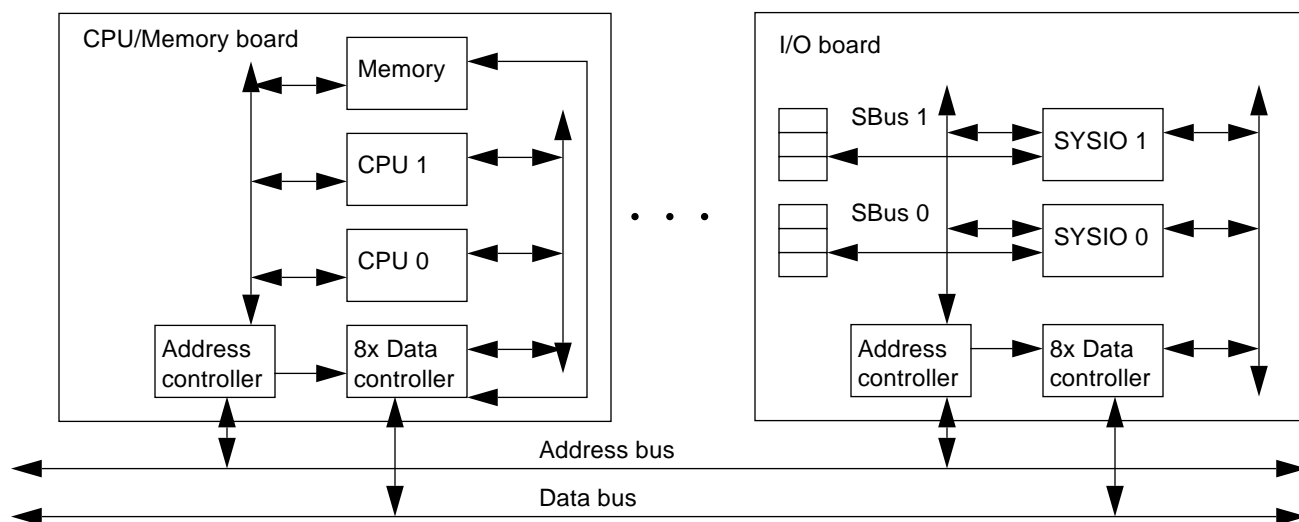 CPU/Memory board
Memory
CPU 1
CPU 0
Address
controller
8x Data
controller
I/O board
SBus 1
SYSIO 1
SBus 0
SYSIO 0
Address
controller
8x Data
controller
Address bus
Data bus